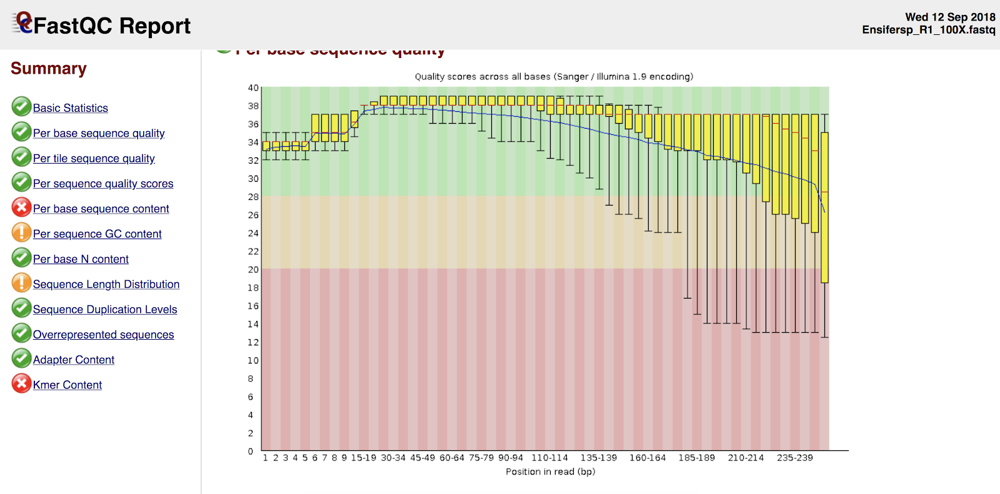 FastQC Report
Wed 12 Sep 2018
Ensifersp_R1_100X.fastq
Summary
Basic Statistics
Per base sequence quality
Per tile sequence quality
Per sequence quality scores
Per base sequence content
Per sequence GC content
Per base N content
Sequence Length Distribution
Sequence Duplication Levels
Overrepresented sequences
Adapter Content
Kmer Content
Per base sequence quality
Quality scores across all bases (Sanger / Illumina 1.9 encoding)
40
38
36
34
32
30
28
26
24
22
20
18
16
14
12
10
8
6
4
2
0
1 2 3 4 5 6 7 8 9 15-19 30-34 45-49 60-64 75-79 90-94 110-114 135-139 160-164 185-189 210-214 235-239
Position in read (bp)